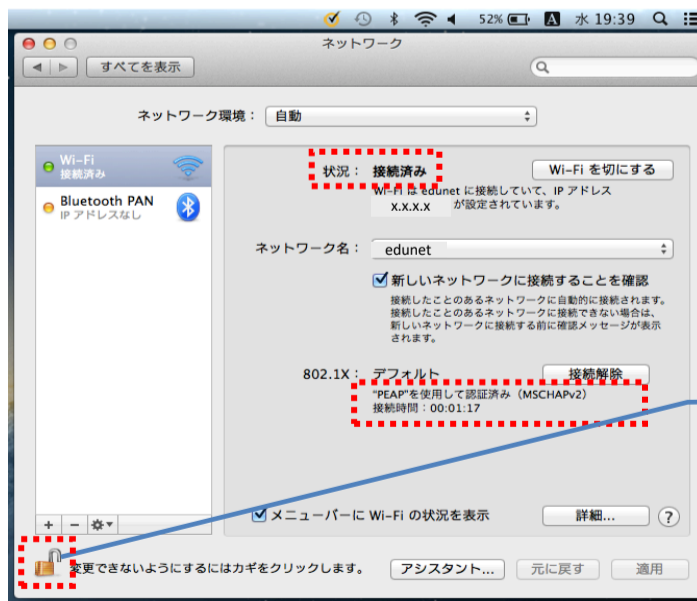 52% A 水 19:39
ネットワーク
すべてを表示
ネットワーク環境： 自動
Wi-Fi
接続済み
Bluetooth PAN
IP アドレスなし
状況： 接続済み
Wi-Fi を切にする
Wi-Fi は edunet に接続していて、IP アドレス
x.x.x.x が設定されています。
ネットワーク名： edunet
新しいネットワークに接続することを確認
接続したことのあるネットワークに自動的に接続されます。
接続したことのあるネットワークに接続できない場合は、
新しいネットワークに接続する前に確認メッセージが表示
されます。
802.1X： デフォルト
接続解除
"PEAP"を使用して認証済み（MSCHAPv2）
接続時間：00:01:17
メニューバーに Wi-Fi の状況を表示
詳細...
?
変更できないようにするにはカギをクリックします。
アシスタント...
元に戻す
適用